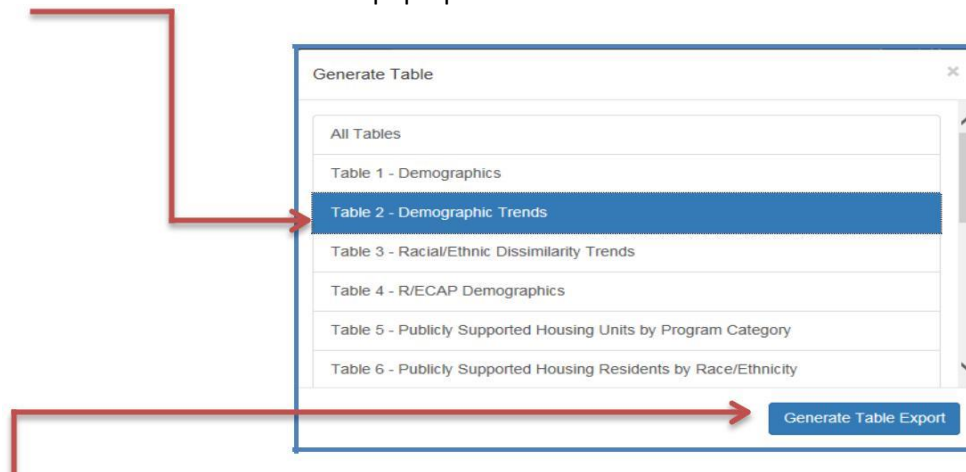 Generate Table
×
All Tables
Table 1 - Demographics
Table 2 - Demographic Trends
Table 3 - Racial/Ethnic Dissimilarity Trends
Table 4 - R/ECAP Demographics
Table 5 - Publicly Supported Housing Units by Program Category
Table 6 - Publicly Supported Housing Residents by Race/Ethnicity
Generate Table Export